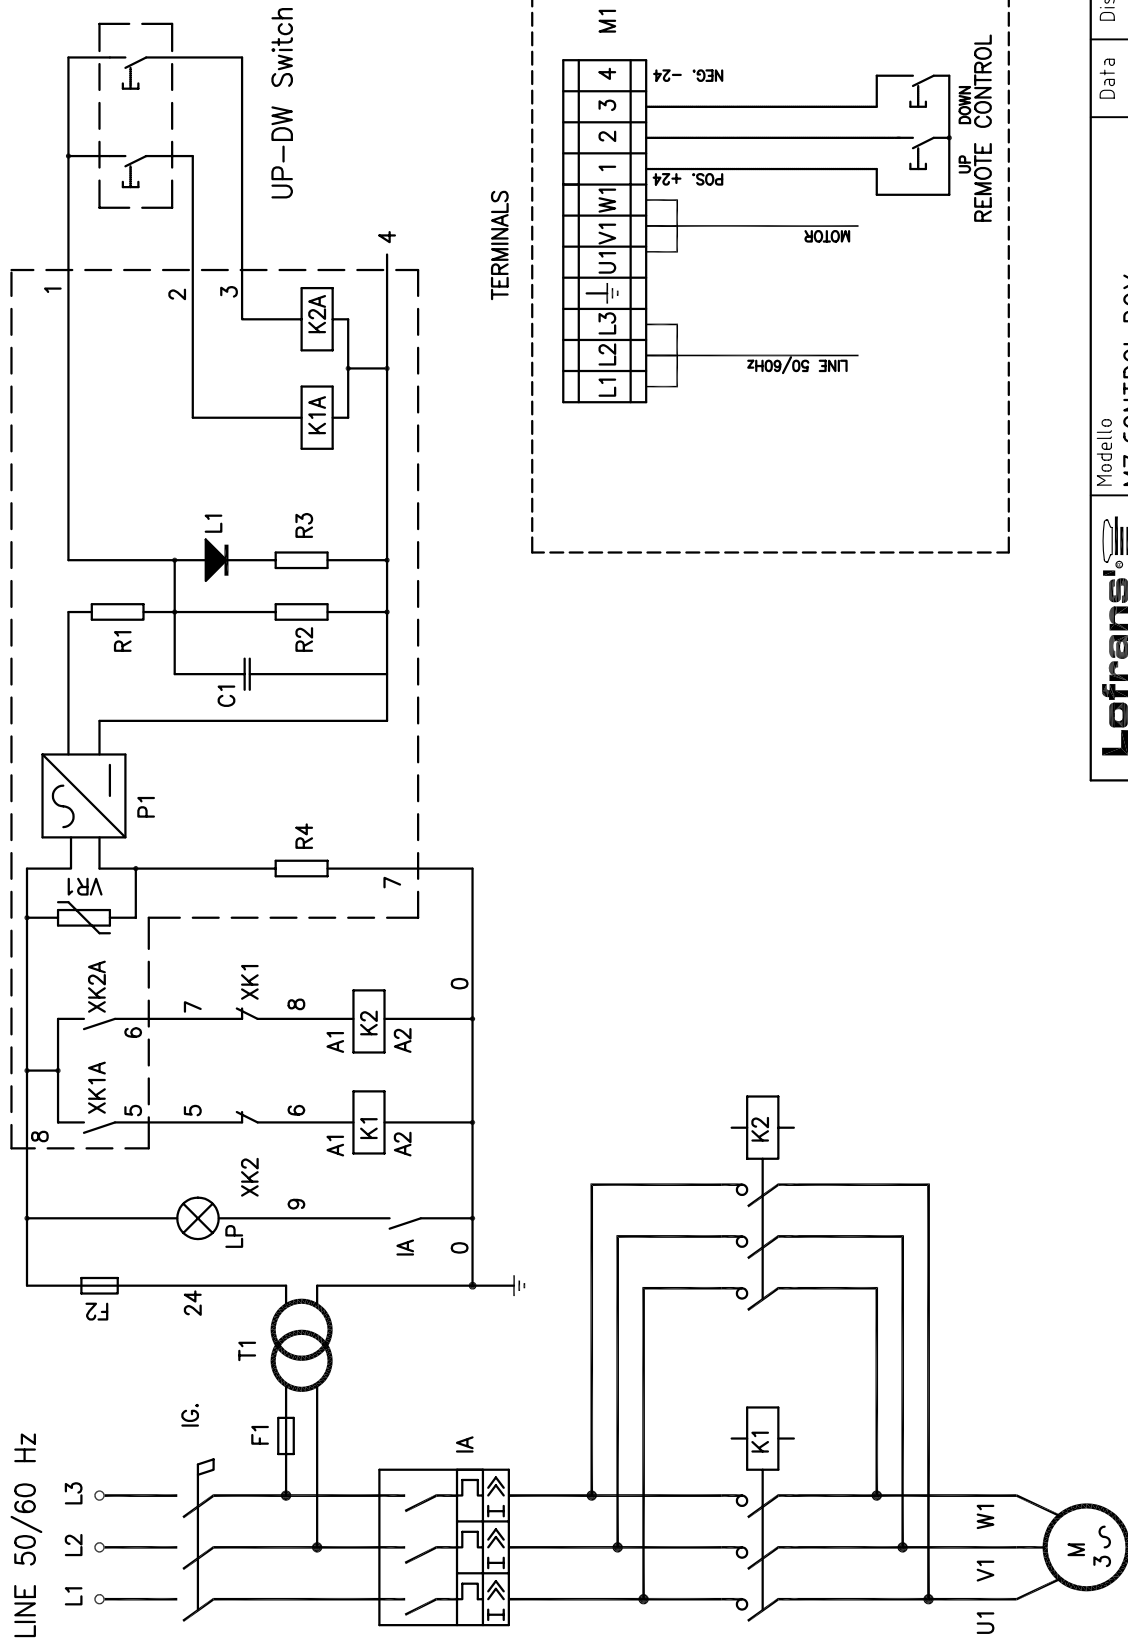 LINE 50/60 Hz
L1
L2
L3
IG.
F1
T1
24
F2
IA
I
I
I
K1
K2
U1
V1
W1
M
3
LP
9
IA
0
XK2
8
XK1A
5
5
6
A1
K1
A2
XK2A
6
7
XK1
8
A1
K2
A2
0
VR1
R4
7
P1
C1
R1
R2
L1
R3
K1A
K2A
1
2
3
4
UP-DW Switch
TERMINALS
M1
L1 L2 L3 U1 V1 W1 1 2 3 4
LINE 50/60Hz
MOTOR
POS. +24
NEG. -24
UP
DOWN
REMOTE CONTROL
Lofrans'®
Modello
Data